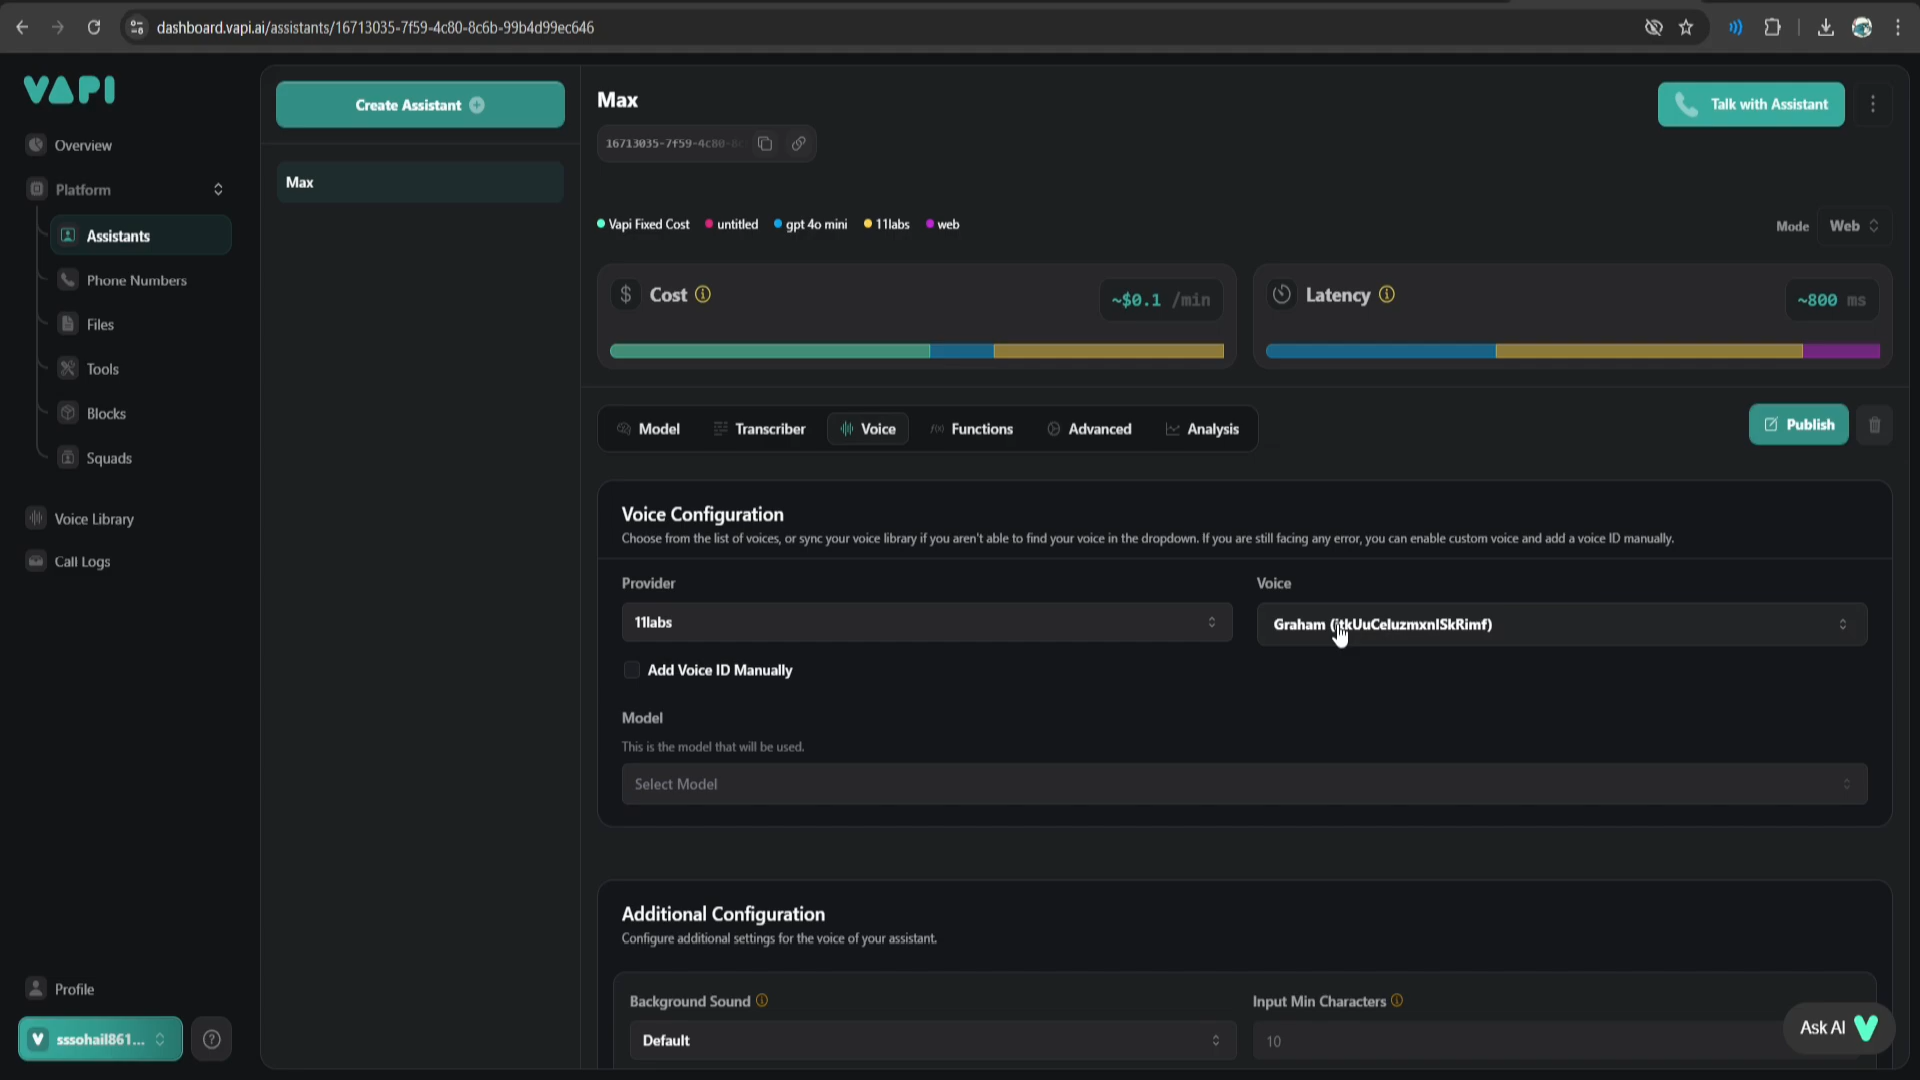 dashboard.vapi.ai/assistants/16713035-7f59-4c80-8c6b-99b4d99ec646
VAPI
Overview
Platform
Assistants
Phone Numbers
Files
Tools
Blocks
Squads
Voice Library
Call Logs
Profile
sssohail861...
Create Assistant
Max
Max
16713035-7f59-4c80-8
Talk with Assistant
Vapi Fixed Cost untitled gpt 4o mini 11labs web
Mode Web
$ Cost ~$0.1 /min
Latency ~800 ms
Model Transcriber Voice Functions Advanced Analysis
Publish
Voice Configuration
Choose from the list of voices, or sync your voice library if you aren't able to find your voice in the dropdown. If you are still facing any error, you can enable custom voice and add a voice ID manually.
Provider
11labs
Voice
Graham
Add Voice ID Manually
Model
This is the model that will be used.
Select Model
Additional Configuration
Configure additional settings for the voice of your assistant.
Background Sound
Default
Input Min Characters
10
Ask AI